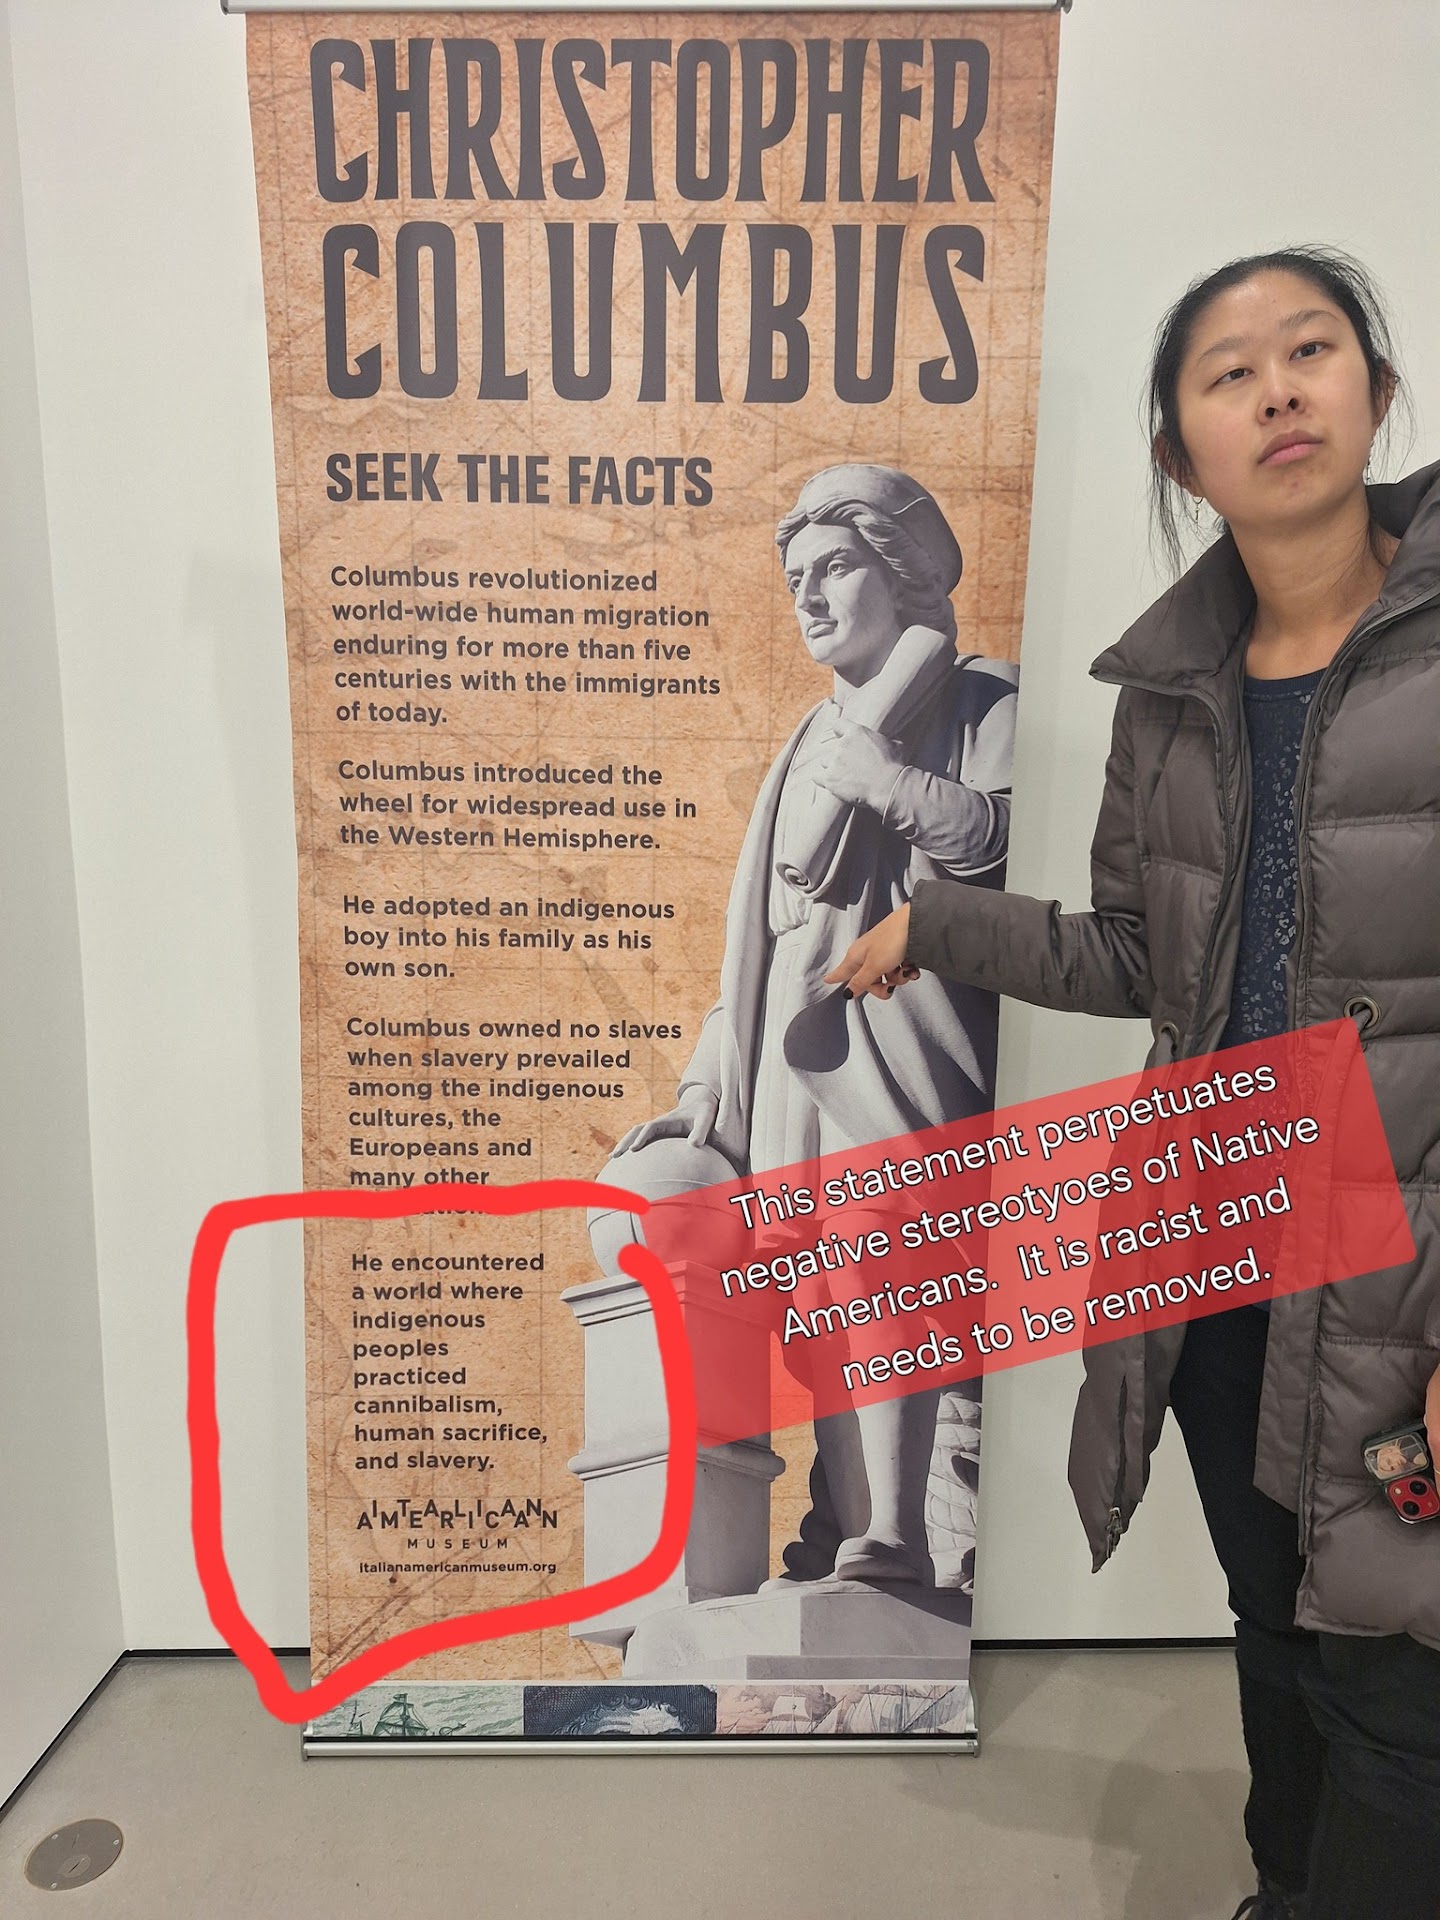 CHRISTOPHER
COLUMBUS
SEEK THE FACTS
Columbus revolutionized
world-wide human migration
enduring for more than five
centuries with the immigrants
of today.
Columbus introduced the
wheel for widespread use in
the Western Hemisphere.
He adopted an indigenous
boy into his family as his
own son.
Columbus owned no slaves
when slavery prevailed
among the indigenous
cultures, the
Europeans and
many other
He encountered
a world where
indigenous
peoples
practiced
cannibalism,
human sacrifice,
and slavery.
ITALIAN
AMERICAN
MUSEUM
italianamericanmuseum.org
This statement perpetuates
negative stereotyoes of Native
Americans. It is racist and
needs to be removed.